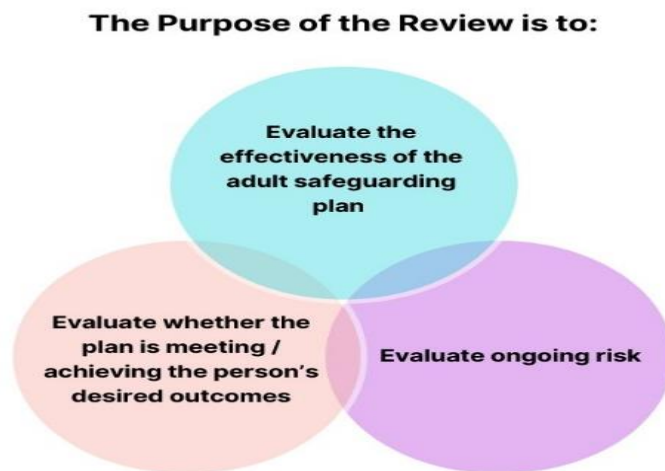 The Purpose of the Review is to:
Evaluate the
effectiveness of the
adult safeguarding
plan
Evaluate whether the
plan is meeting /
achieving the person's
desired outcomes
Evaluate ongoing risk